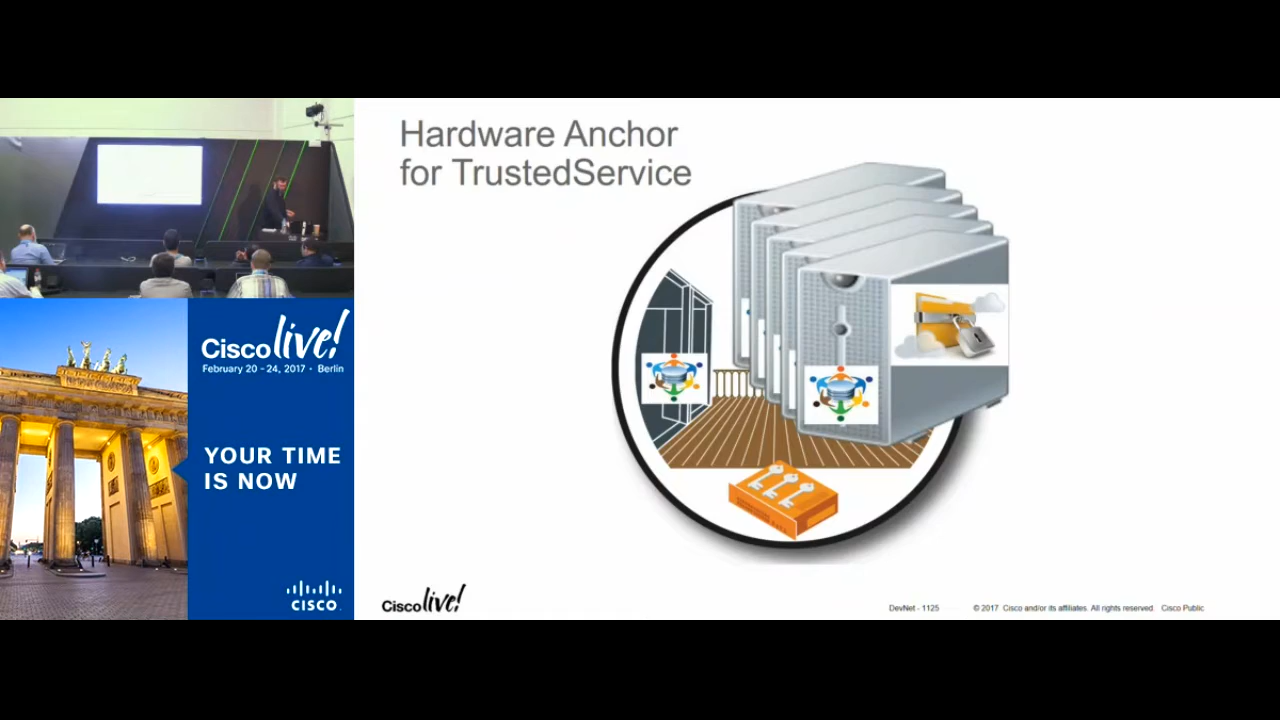 Hardware Anchor
for TrustedService
Cisco live!
February 20 - 24, 2017 • Berlin
YOUR TIME
IS NOW
CISCO
Cisco live!
DevNet - 1125
© 2017 Cisco and/or its affiliates. All rights reserved. Cisco Public